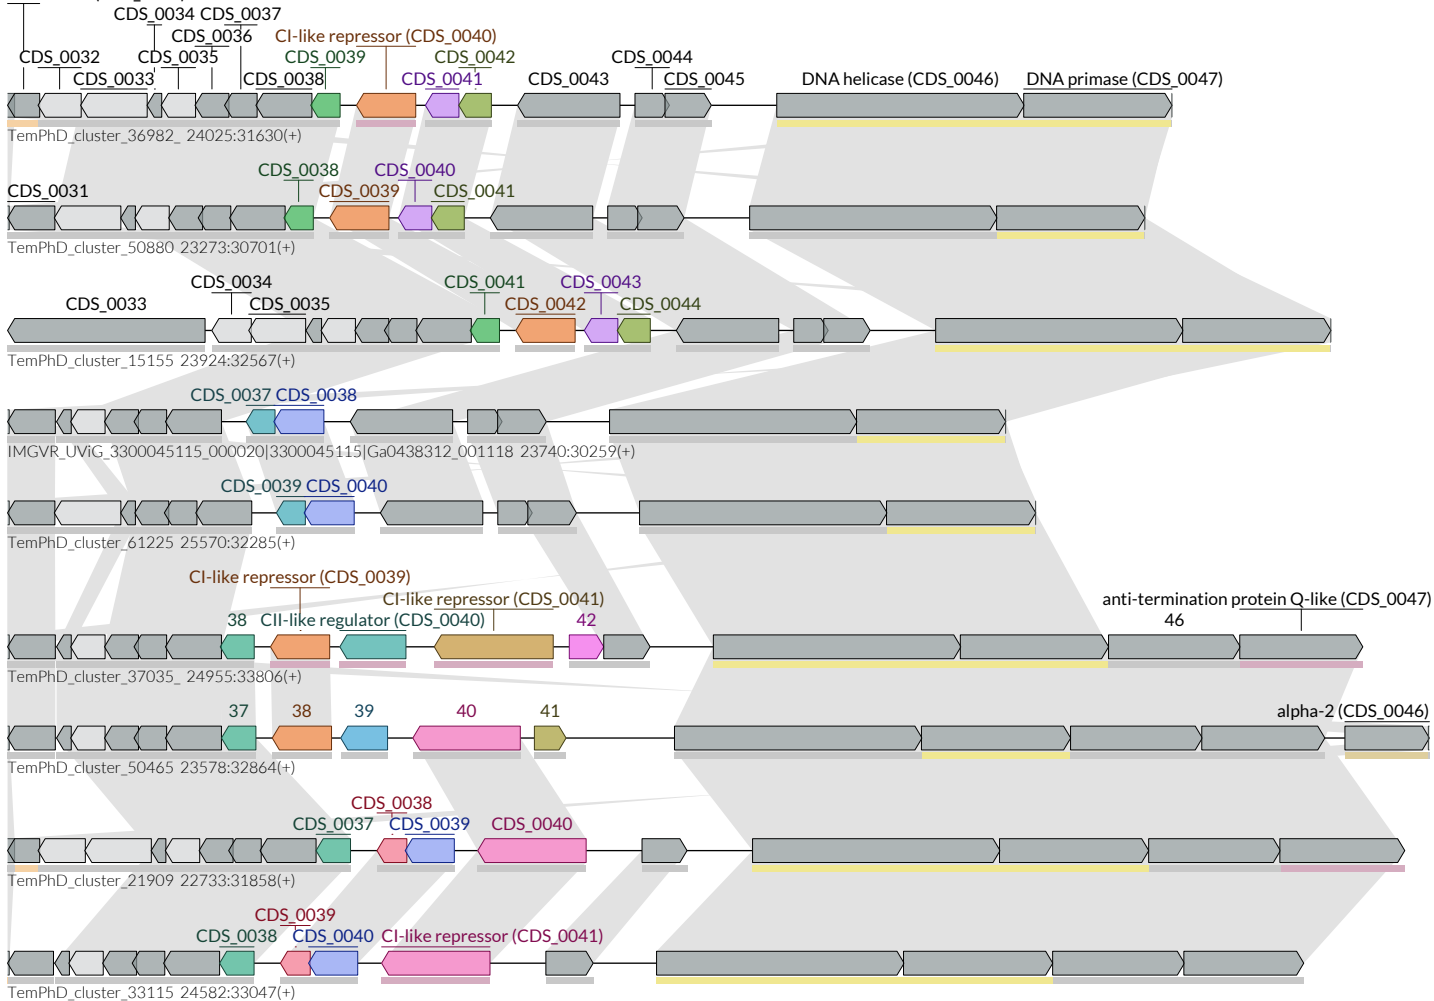 CDS_0034 CDS_0037
CDS_0036 CI-like repressor (CDS_0040)
CDS_0032 CDS_0035 CDS_0039 CDS_0042 CDS_0044
CDS_0033 CDS_0038 CDS_0041 CDS_0043 CDS_0045 DNA helicase (CDS_0046) DNA primase (CDS_0047)
TemPhD_cluster_36982_ 24025:31630(+)
CDS_0038 CDS_0040
CDS_0031 CDS_0039 CDS_0041
TemPhD_cluster_50880 23273:30701(+)
CDS_0034 CDS_0041 CDS_0043
CDS_0033 CDS_0035 CDS_0042 CDS_0044
TemPhD_cluster_15155 23924:32567(+)
CDS_0037 CDS_0038
IMGVR_UViG_3300045115_000020|3300045115|Ga0438312_001118 23740:30259(+)
CDS_0039 CDS_0040
TemPhD_cluster_61225 25570:32285(+)
CI-like repressor (CDS_0039)
CI-like repressor (CDS_0041) anti-termination protein Q-like (CDS_0047)
38 CII-like regulator (CDS_0040) 42 46
TemPhD_cluster_37035_ 24955:33806(+)
37 38 39 40 41 alpha-2 (CDS_0046)
TemPhD_cluster_50465 23578:32864(+)
CDS_0038
CDS_0037 CDS_0039 CDS_0040
TemPhD_cluster_21909 22733:31858(+)
CDS_0039
CDS_0038 CDS_0040 CI-like repressor (CDS_0041)
TemPhD_cluster_33115 24582:33047(+)